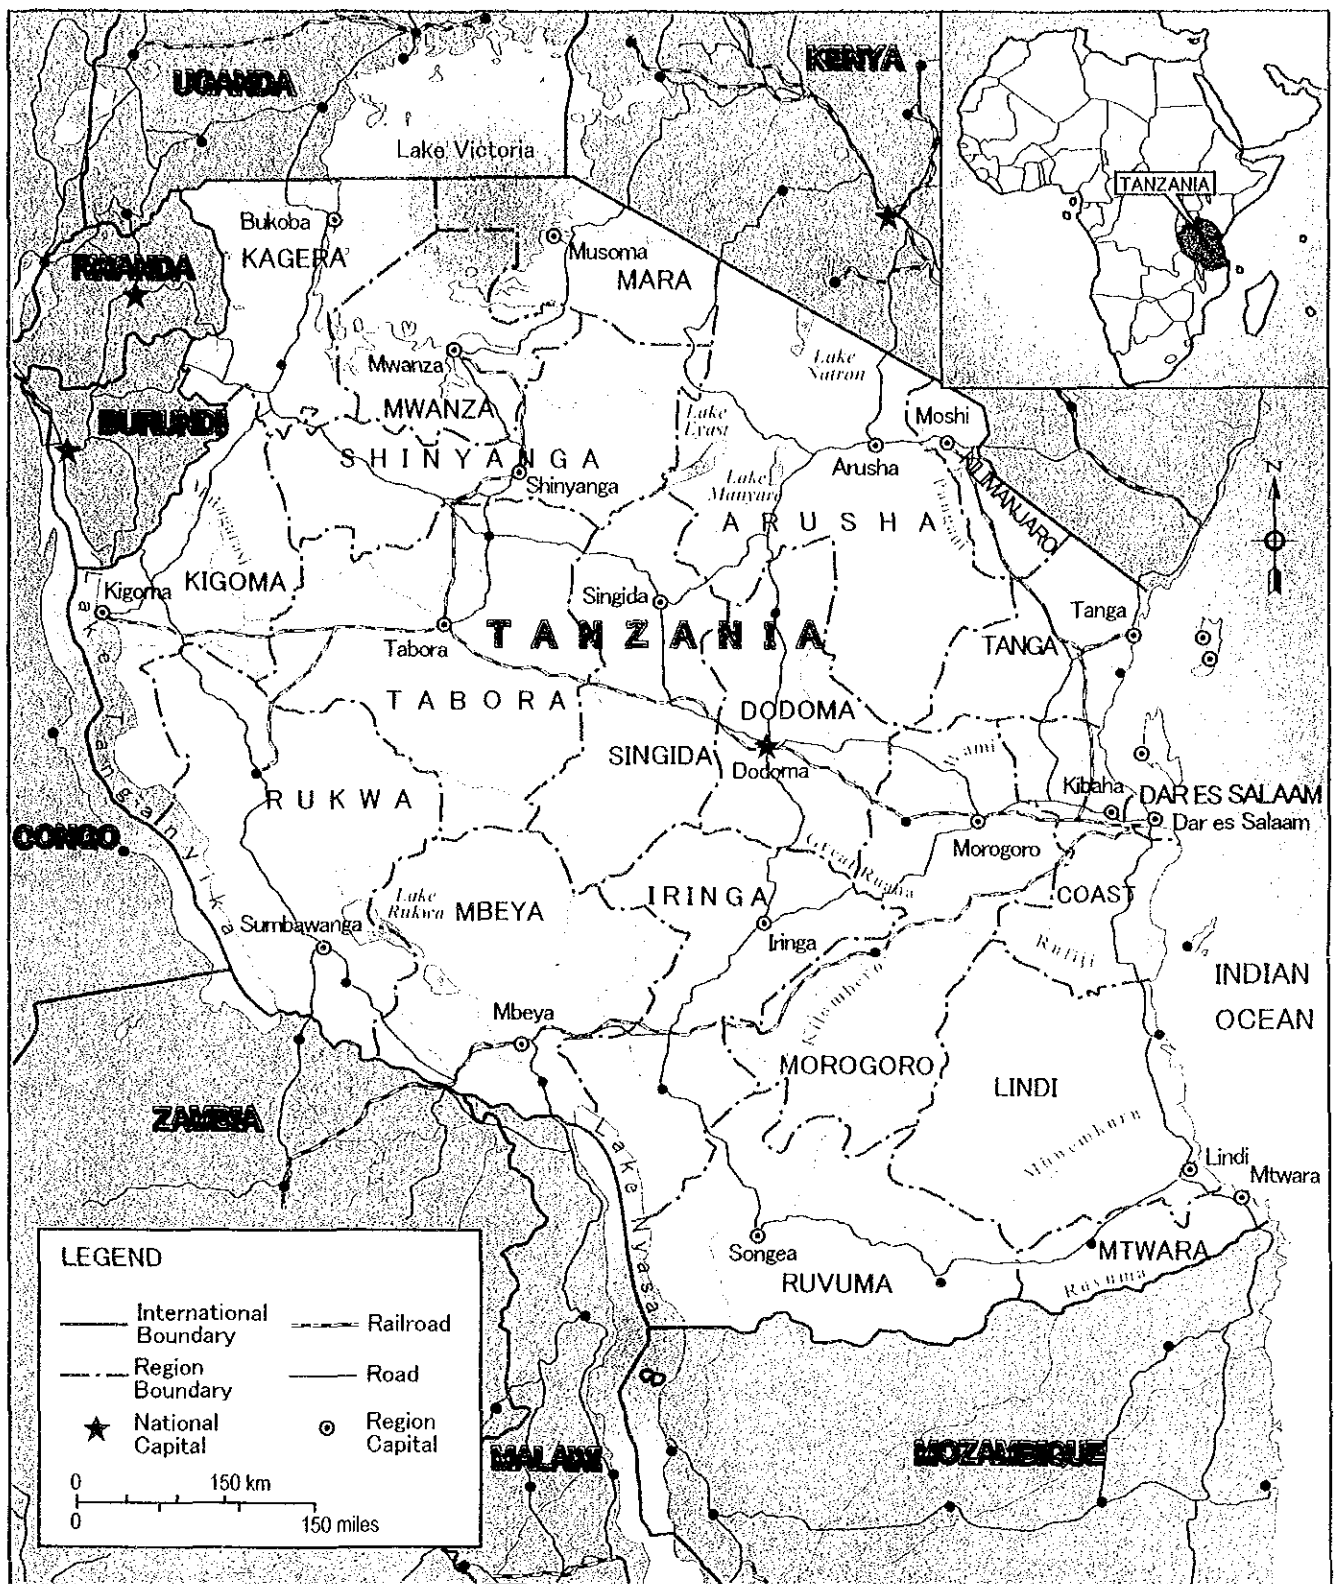 UGANDA
KENYA
Lake Victoria
TANZANIA
Bukoba
KAGERA
Musoma
MARA
RWANDA
Lake
Natron
Mwanza
MWANZA
BURUNDI
Lake
Moshi
SHINYANGA
Shinyanga
Arusha
KILIMANJARO
Lake
Manyara
ARUSHA
Pangani
N
Kigoma
KIGOMA
Singida
Tanga
Tabora
TANZANIA
TANGA
TABORA
DODOMA
Lake Tanganyika
SINGIDA
Dodoma
Wami
Kibaha
DAR ES SALAAM
Dar es Salaam
RUKWA
CONGO
Morogoro
Great Ruaha
IRINGA
COAST
Lake
Rukwa
MBEYA
Sumbawanga
Iringa
Rufiji
INDIAN
OCEAN
Kilombero
Mbeya
MOROGORO
LINDI
ZAMBIA
Lake Nyasa
Lindi
Mtwara
Songea
RUVUMA
MTWARA
Ruvuma
LEGEND
International
Boundary
Railroad
Region
Boundary
Road
National
Capital
Region
Capital
0 150 km
0 150 miles
MALAWI
MOZAMBIQUE